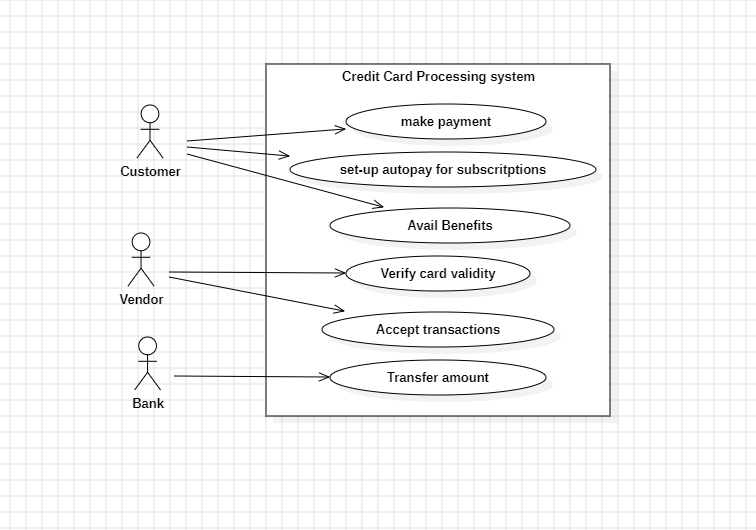 Credit Card Processing system
make payment
Customer
set-up autopay for subscritptions
Avail Benefits
Verify card validity
Vendor
Accept transactions
Transfer amount
Bank